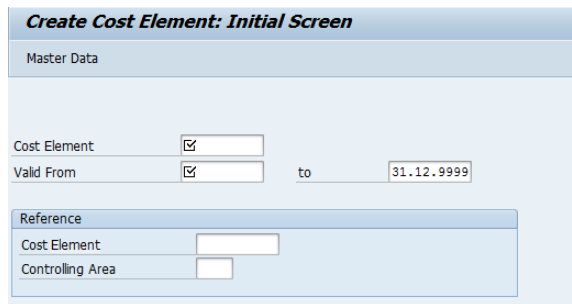 Create Cost Element: Initial Screen
Master Data
Cost Element
Valid From to 31.12.9999
Reference
Cost Element
Controlling Area